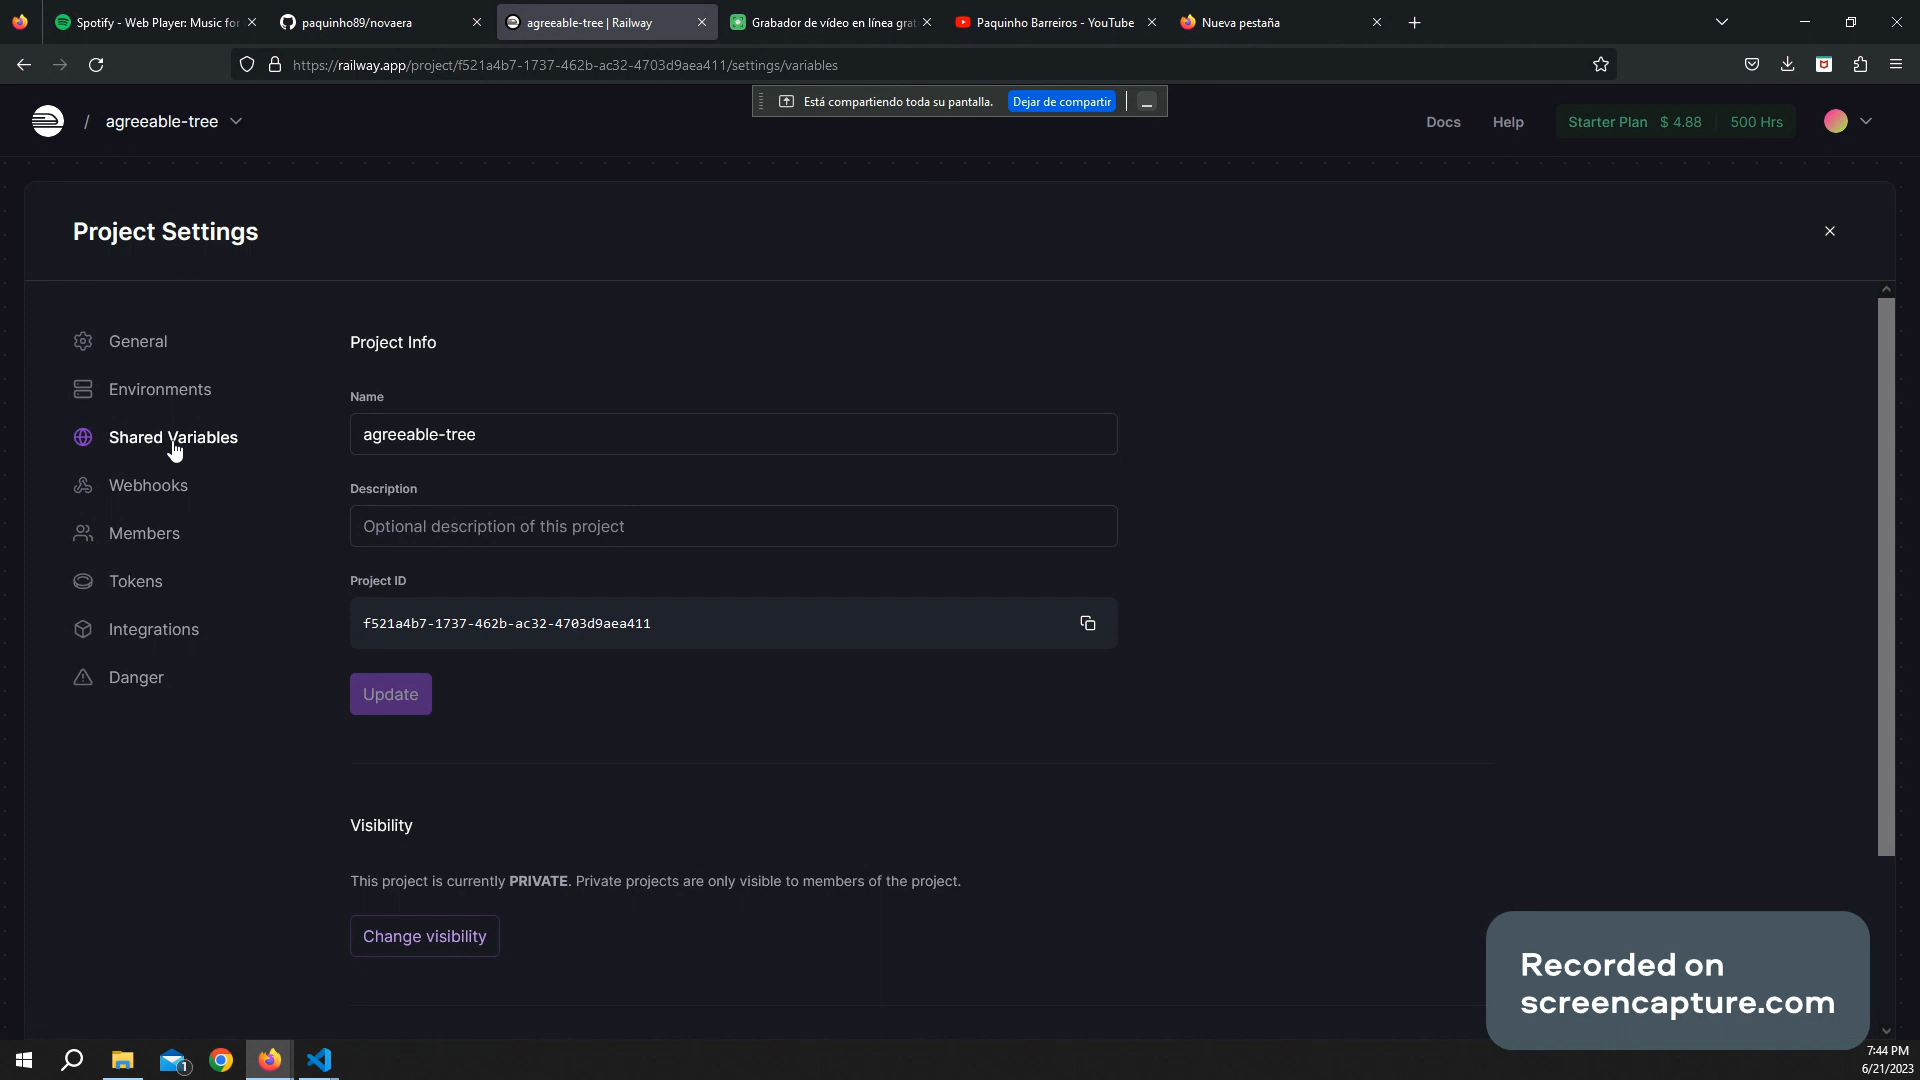 Spotify - Web Player: Music for
paquinho89/novaera
agreeable-tree | Railway
Grabador de vídeo en línea grat
Paquinho Barreiros - YouTube
Nueva pestaña
https://railway.app/project/f521a4b7-1737-462b-ac32-4703d9aea411/settings/variables
Está compartiendo toda su pantalla.
Dejar de compartir
/ agreeable-tree
Docs
Help
Starter Plan $ 4.88
500 Hrs
Project Settings
General
Environments
Shared Variables
Webhooks
Members
Tokens
Integrations
Danger
Project Info
Name
agreeable-tree
Description
Optional description of this project
Project ID
f521a4b7-1737-462b-ac32-4703d9aea411
Update
Visibility
This project is currently PRIVATE. Private projects are only visible to members of the project.
Change visibility
Recorded on
screencapture.com
1
7:44 PM
6/21/2023